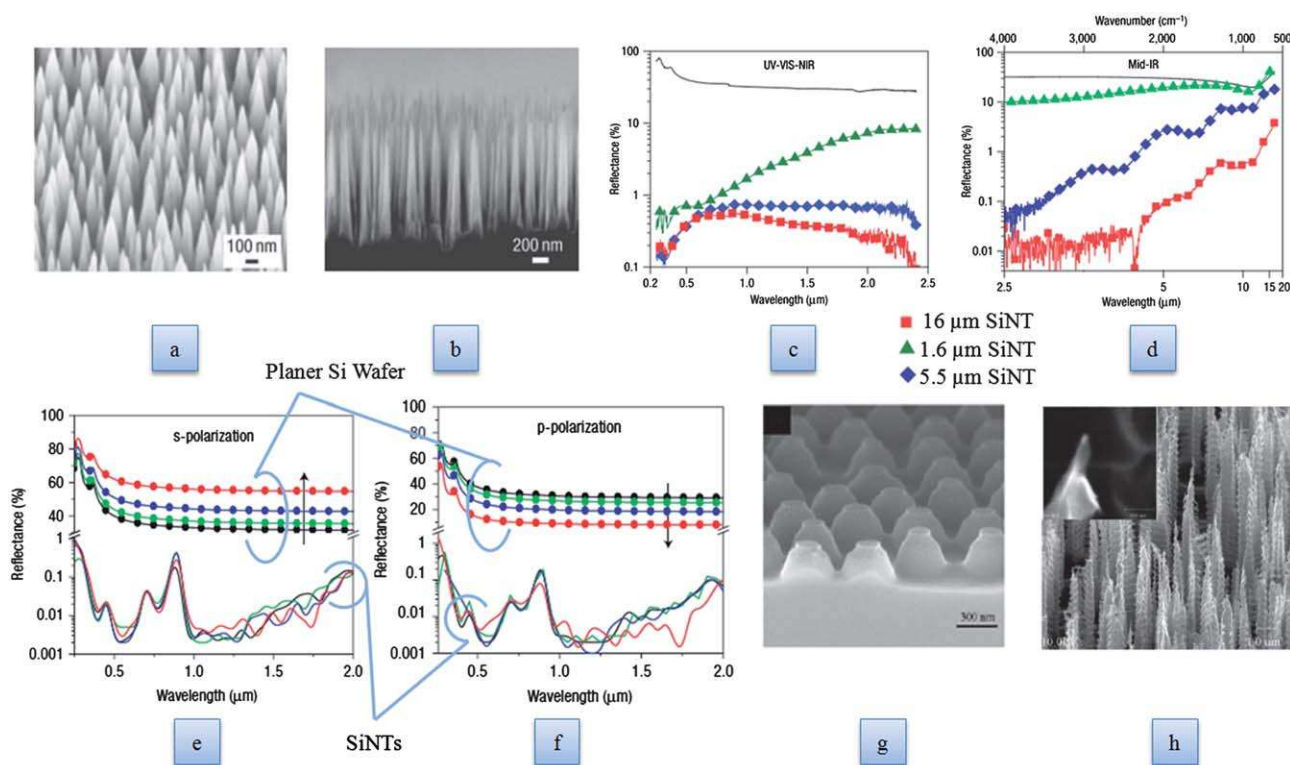 100 nm
200 nm
100
10
1
0.1
Reflectance (%)
UV-VIS-NIR
0.2
0.5
1.0
1.5
2.0
2.5
Wavelength (µm)
Wavenumber (cm⁻¹)
4,000
3,000
2,000
1,000
500
100
10
1
0.1
0.01
Reflectance (%)
Mid-IR
2.5
5
10
15
20
Wavelength (µm)
a
b
c
d
16 µm SiNT
1.6 µm SiNT
5.5 µm SiNT
Planer Si Wafer
100
80
60
40
1
0.1
0.01
0.001
Reflectance (%)
s-polarization
0.5
1.0
1.5
2.0
Wavelength (µm)
100
80
60
40
20
1
0.1
0.01
0.001
Reflectance (%)
p-polarization
0.5
1.0
1.5
2.0
Wavelength (µm)
300 nm
e
SiNTs
f
g
h